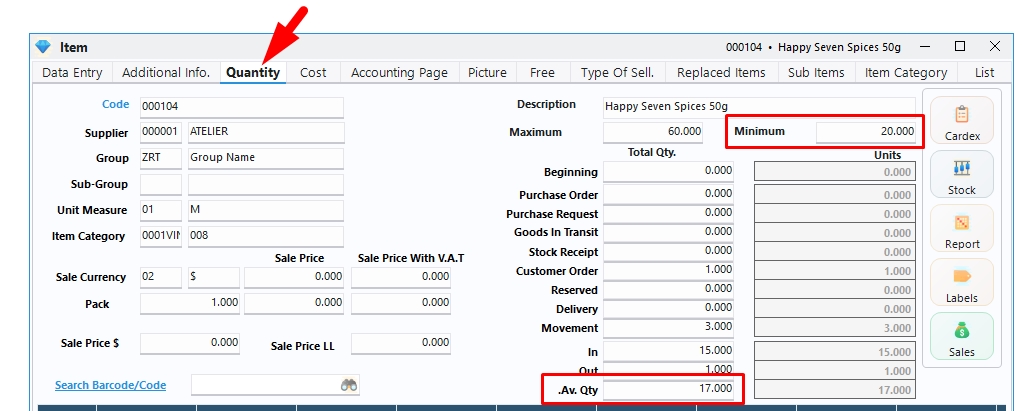 Item
000104 • Happy Seven Spices 50g
Data Entry Additional Info. Quantity Cost Accounting Page Picture Free Type Of Sell. Replaced Items Sub Items Item Category List
Code 000104 Description Happy Seven Spices 50g
Supplier 000001 ATELIER Maximum 60.000 Minimum 20.000
Group ZRT Group Name Total Qty. Units
Beginning 0.000 0.000
Sub-Group Purchase Order 0.000 0.000
Unit Measure 01 M Purchase Request 0.000 0.000
Item Category 0001VIN 008 Goods In Transit 0.000 0.000
Sale Price Sale Price With V.A.T Stock Receipt 0.000 0.000
Sale Currency 02 $ 0.000 0.000 Customer Order 1.000 1.000
Reserved 0.000 0.000
Pack 1.000 0.000 0.000 Delivery 0.000 0.000
Movement 3.000 3.000
Sale Price $ 0.000 Sale Price LL 0.000 In 15.000 15.000
Out 1.000 1.000
Search Barcode/Code .Av. Qty 17.000 17.000
Cardex
Stock
Report
Labels
Sales